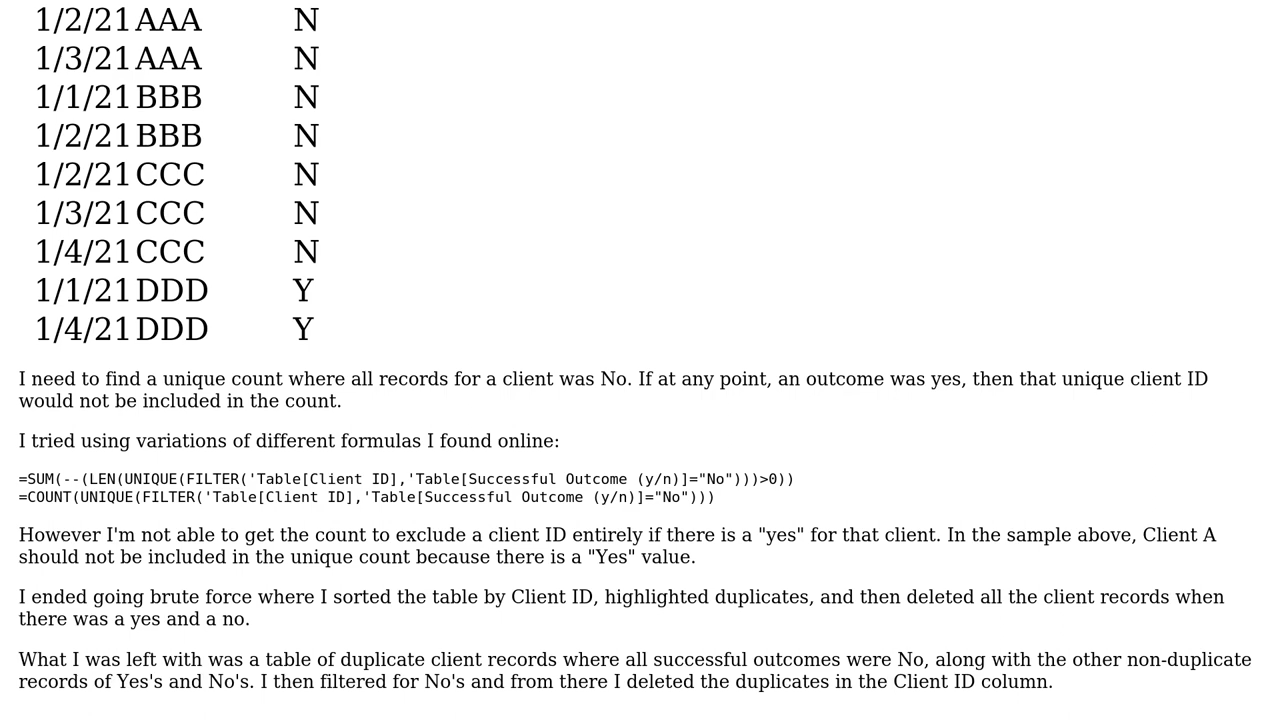 1/2/21 AAA N
1/3/21 AAA N
1/1/21 BBB N
1/2/21 BBB N
1/2/21 CCC N
1/3/21 CCC N
1/4/21 CCC N
1/1/21 DDD Y
1/4/21 DDD Y
I need to find a unique count where all records for a client was No. If at any point, an outcome was yes, then that unique client ID
would not be included in the count.
I tried using variations of different formulas I found online:
=SUM(--(LEN(UNIQUE(FILTER('Table[Client ID],'Table[Successful Outcome (y/n)]="No")))>0))
=COUNT(UNIQUE(FILTER('Table[Client ID],'Table[Successful Outcome (y/n)]="No")))
However I'm not able to get the count to exclude a client ID entirely if there is a "yes" for that client. In the sample above, Client A
should not be included in the unique count because there is a "Yes" value.
I ended going brute force where I sorted the table by Client ID, highlighted duplicates, and then deleted all the client records when
there was a yes and a no.
What I was left with was a table of duplicate client records where all successful outcomes were No, along with the other non-duplicate
records of Yes's and No's. I then filtered for No's and from there I deleted the duplicates in the Client ID column.